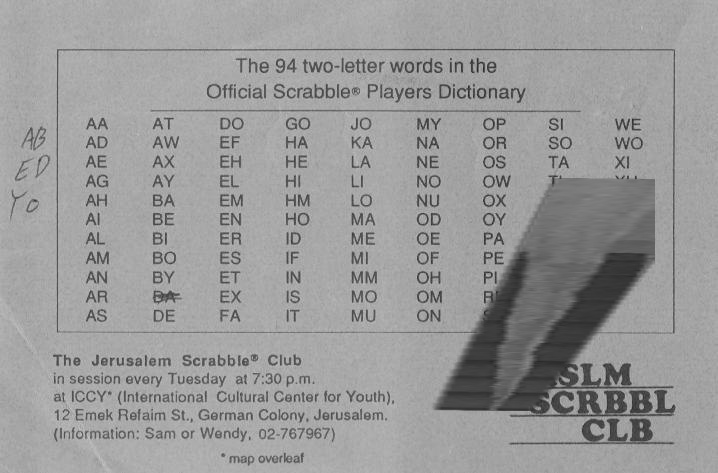 The 94 two-letter words in the
Official Scrabble® Players Dictionary
AA AT DO GO JO MY OP SI WE
AD AW EF HA KA NA OR SO WO
AE AX EH HE LA NE OS TA XI
AG AY EL HI LI NO OW
AH BA EM HM LO NU OX
AI BE EN HO MA OD OY
AL BI ER ID ME OE PA
AM BO ES IF MI OF PE
AN BY ET IN MM OH PI
AR DA EX IS MO OM
AS DE FA IT MU ON
AB
ED
YO
The Jerusalem Scrabble® Club
in session every Tuesday at 7:30 p.m.
at ICCY* (International Cultural Center for Youth),
12 Emek Refaim St., German Colony, Jerusalem.
(Information: Sam or Wendy, 02-767967)
* map overleaf
SCRBBL
CLB